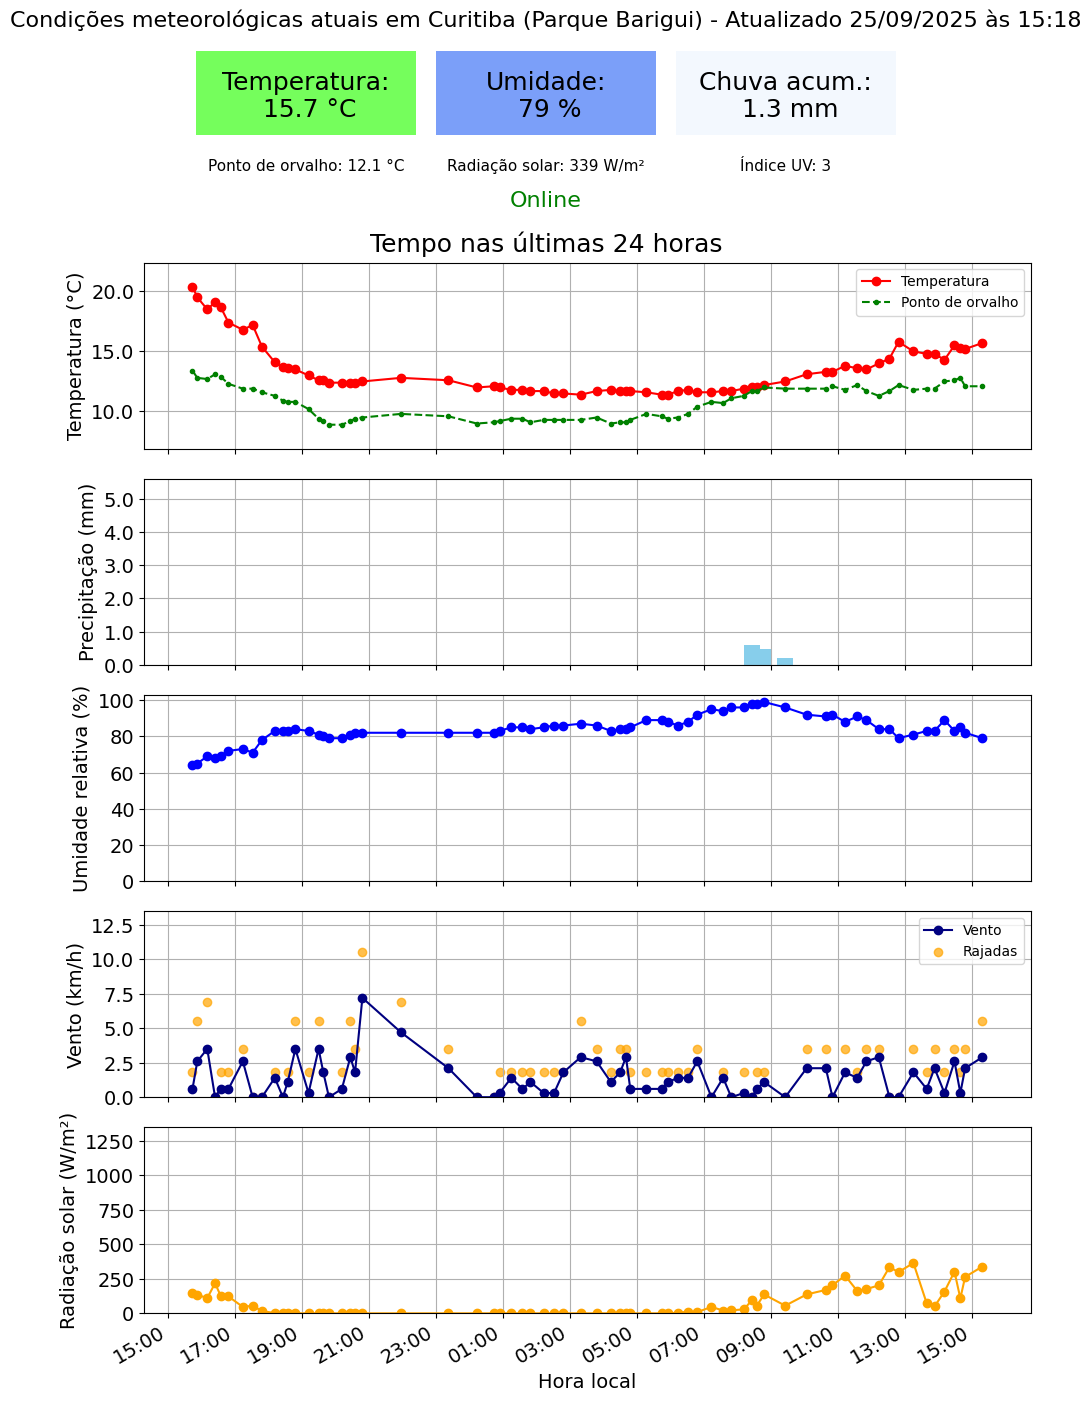 Condições meteorológicas atuais em Curitiba (Parque Barigui) - Atualizado 25/09/2025 às 15:18
Temperatura:
15.7 °C
Umidade:
79 %
Chuva acum.:
1.3 mm
Ponto de orvalho: 12.1 °C
Radiação solar: 339 W/m²
Índice UV: 3
Online
Tempo nas últimas 24 horas
Temperatura (°C)
20.0
15.0
10.0
Temperatura
Ponto de orvalho
Precipitação (mm)
5.0
4.0
3.0
2.0
1.0
0.0
Umidade relativa (%)
100
80
60
40
20
0
Vento (km/h)
12.5
10.0
7.5
5.0
2.5
0.0
Vento
Rajadas
Radiação solar (W/m²)
1250
1000
750
500
250
0
15:00
17:00
19:00
21:00
23:00
01:00
03:00
05:00
07:00
09:00
11:00
13:00
15:00
Hora local